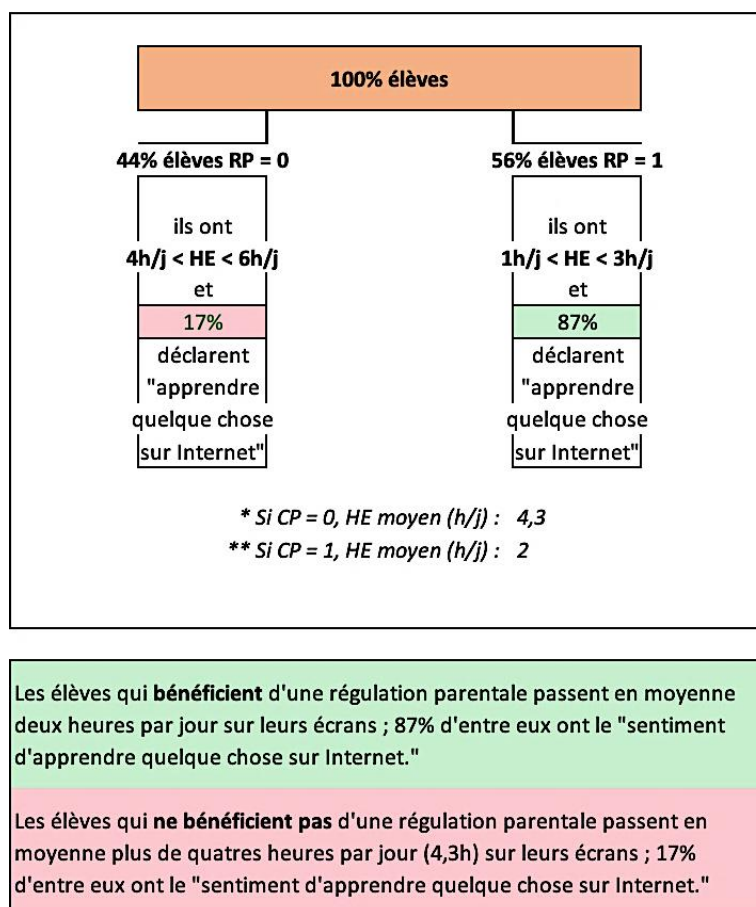 100% élèves
44% élèves RP = 0
56% élèves RP = 1
ils ont
4h/j < HE < 6h/j
et
17%
déclarent
"apprendre
quelque chose
sur Internet"
ils ont
1h/j < HE < 3h/j
et
87%
déclarent
"apprendre
quelque chose
sur Internet"
* Si CP = 0, HE moyen (h/j) : 4,3
** Si CP = 1, HE moyen (h/j) : 2
Les élèves qui bénéficient d'une régulation parentale passent en moyenne
deux heures par jour sur leurs écrans ; 87% d'entre eux ont le "sentiment
d'apprendre quelque chose sur Internet."
Les élèves qui ne bénéficient pas d'une régulation parentale passent en
moyenne plus de quatres heures par jour (4,3h) sur leurs écrans ; 17%
d'entre eux ont le "sentiment d'apprendre quelque chose sur Internet."